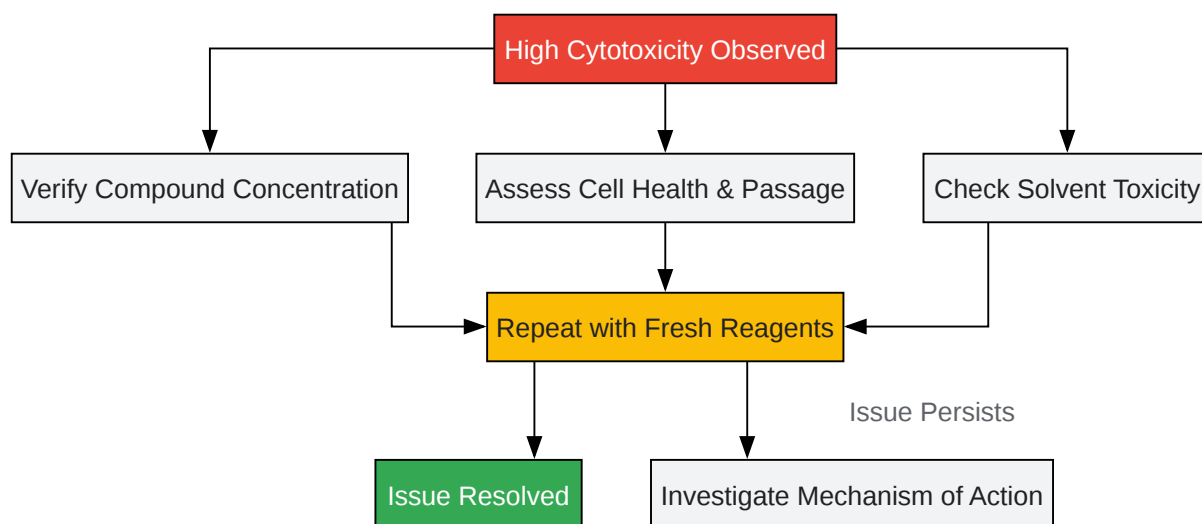 High Cytotoxicity Observed
Verify Compound Concentration
Assess Cell Health & Passage
Check Solvent Toxicity
Repeat with Fresh Reagents
Issue Persists
Issue Resolved
Investigate Mechanism of Action